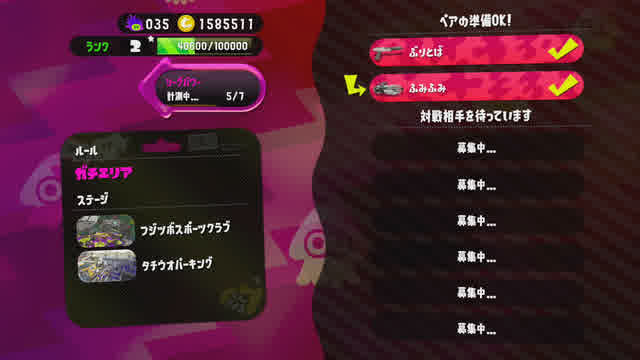 035 1585511
ランク 2 40600/100000
計測中... 5/7
ルール
ガチエリア
ステージ
フジツボスポーツクラブ
タチウオパーキング
ペアの準備OK!
ぷりとば
ふみふみ
対戦相手を待っています
募集中...
募集中...
募集中...
募集中...
募集中...
募集中...